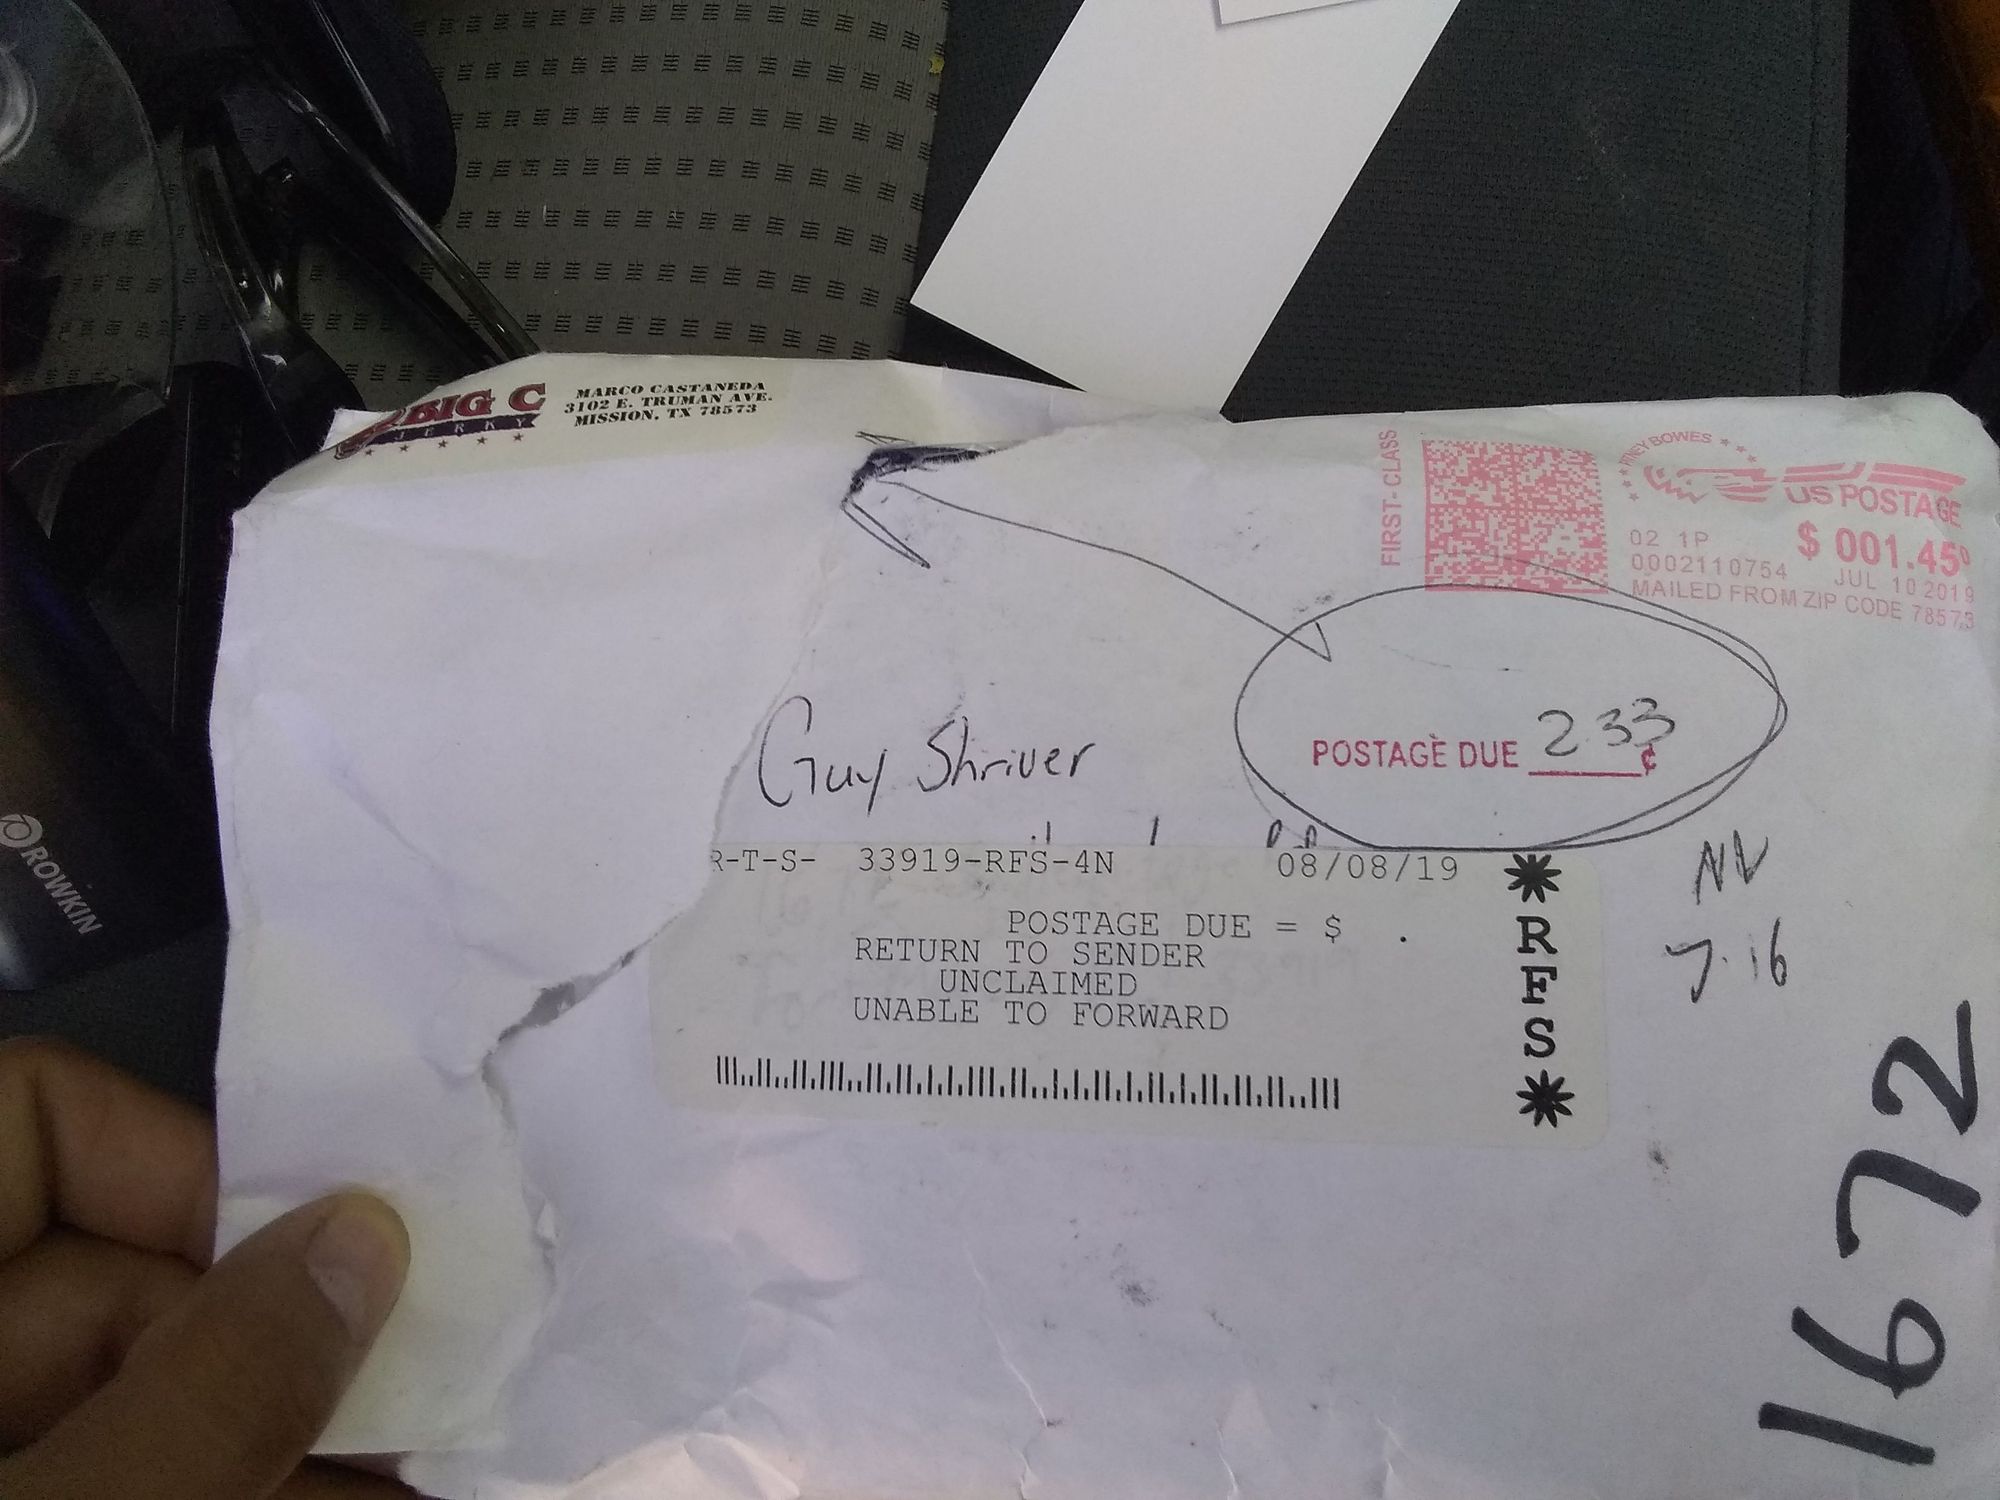 BIG C
JERKY
MARCO CASTANEDA
3102 E. TRUMAN AVE.
MISSION, TX 78573
FIRST-CLASS
PITNEY BOWES
US POSTAGE
02 1P
$ 001.45⁰
0002110754
JUL 10 2019
MAILED FROM ZIP CODE 78573
POSTAGE DUE 2.33 ¢
Guy Shriver
R-T-S- 33919-RFS-4N 08/08/19
POSTAGE DUE = $ .
RETURN TO SENDER
UNCLAIMED
UNABLE TO FORWARD
*RFS*
NL
7.16
1672
ROWKIN